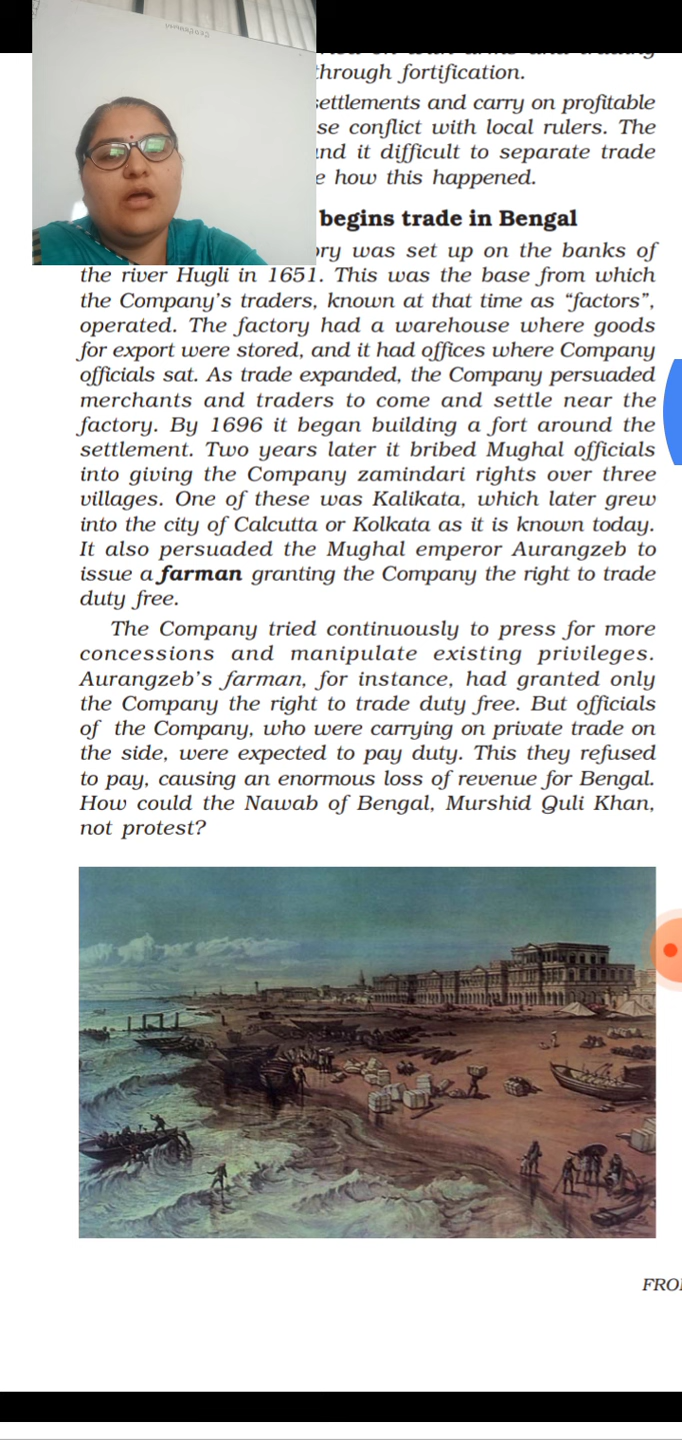 through fortification.
settlements and carry on profitable
se conflict with local rulers. The
nd it difficult to separate trade
e how this happened.
begins trade in Bengal
ory was set up on the banks of
the river Hugli in 1651. This was the base from which
the Company's traders, known at that time as “factors”,
operated. The factory had a warehouse where goods
for export were stored, and it had offices where Company
officials sat. As trade expanded, the Company persuaded
merchants and traders to come and settle near the
factory. By 1696 it began building a fort around the
settlement. Two years later it bribed Mughal officials
into giving the Company zamindari rights over three
villages. One of these was Kalikata, which later grew
into the city of Calcutta or Kolkata as it is known today.
It also persuaded the Mughal emperor Aurangzeb to
issue a farman granting the Company the right to trade
duty free.
The Company tried continuously to press for more
concessions and manipulate existing privileges.
Aurangzeb's farman, for instance, had granted only
the Company the right to trade duty free. But officials
of the Company, who were carrying on private trade on
the side, were expected to pay duty. This they refused
to pay, causing an enormous loss of revenue for Bengal.
How could the Nawab of Bengal, Murshid Quli Khan,
not protest?
FRO